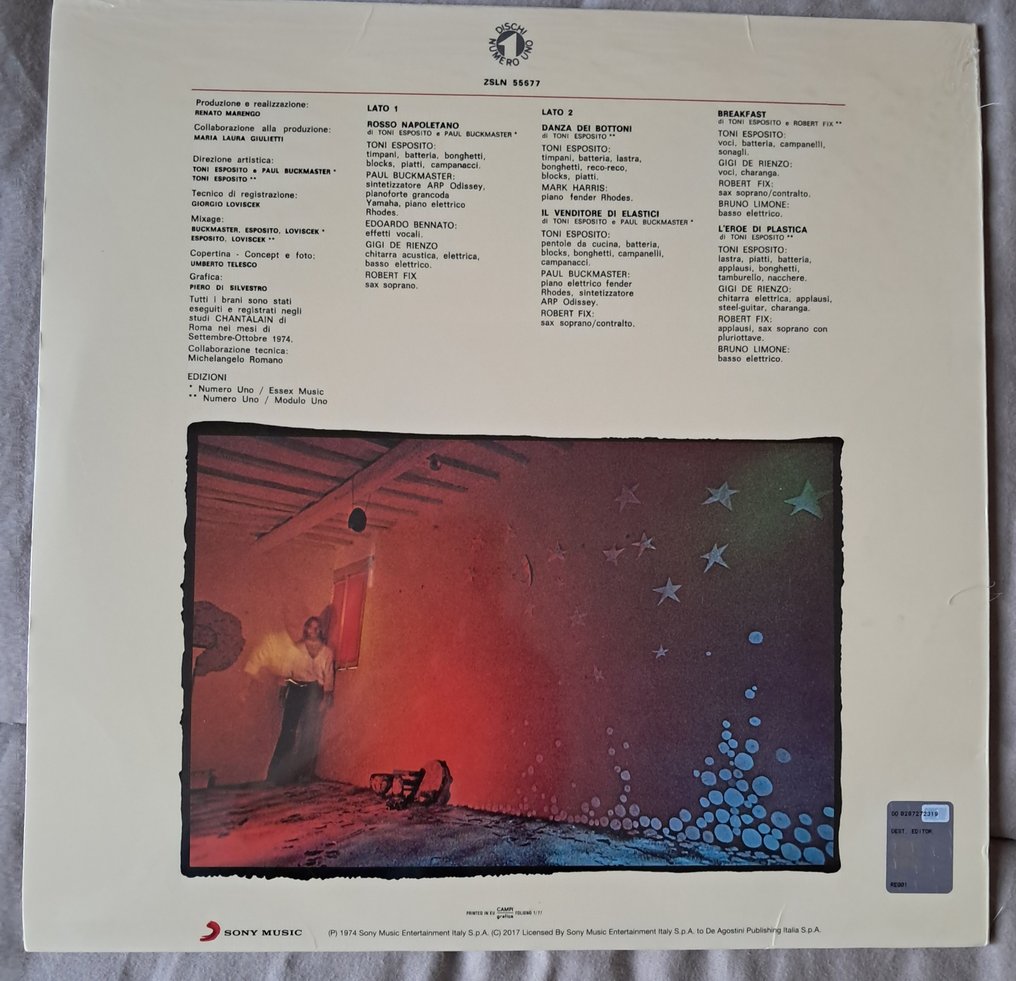 DISCHI
1
NUMERO UNO
ZSLN 55677
Produzione e realizzazione:
RENATO MARENGO
Collaborazione alla produzione:
MARIA LAURA GIULIETTI
Direzione artistica:
TONI ESPOSITO e PAUL BUCKMASTER *
TONI ESPOSITO **
Tecnico di registrazione:
GIORGIO LOVISCEK
Mixage:
BUCKMASTER, ESPOSITO, LOVISCEK *
ESPOSITO, LOVISCEK **
Copertina - Concept e foto:
UMBERTO TELESCO
Grafica:
PIERO DI SILVESTRO
Tutti i brani sono stati
eseguiti e registrati negli
studi CHANTALAIN di
Roma nei mesi di
Settembre-Ottobre 1974.
Collaborazione tecnica:
Michelangelo Romano
EDIZIONI
* Numero Uno / Essex Music
** Numero Uno / Modulo Uno
LATO 1
ROSSO NAPOLETANO
di TONI ESPOSITO e PAUL BUCKMASTER *
TONI ESPOSITO:
timpani, batteria, bonghetti,
blocks, piatti, campanacci.
PAUL BUCKMASTER:
sintetizzatore ARP Odissey,
pianoforte grancoda
Yamaha, piano elettrico
Rhodes.
EDOARDO BENNATO:
effetti vocali.
GIGI DE RIENZO
chitarra acustica, elettrica,
basso elettrico.
ROBERT FIX
sax soprano.
LATO 2
DANZA DEI BOTTONI
di TONI ESPOSITO **
TONI ESPOSITO:
timpani, batteria, lastra,
bonghetti, reco-reco,
blocks, piatti.
MARK HARRIS:
piano fender Rhodes.
IL VENDITORE DI ELASTICI
di TONI ESPOSITO e PAUL BUCKMASTER *
TONI ESPOSITO:
pentole da cucina, batteria,
blocks, bonghetti, campanelli,
campanacci.
PAUL BUCKMASTER:
piano elettrico fender
Rhodes, sintetizzatore
ARP Odissey.
ROBERT FIX:
sax soprano/contralto.
BREAKFAST
di TONI ESPOSITO e ROBERT FIX **
TONI ESPOSITO:
voci, batteria, campanelli,
sonagli.
GIGI DE RIENZO:
voci, charanga.
ROBERT FIX:
sax soprano/contralto.
BRUNO LIMONE:
basso elettrico.
L'EROE DI PLASTICA
di TONI ESPOSITO **
TONI ESPOSITO:
lastra, piatti, batteria,
applausi, bonghetti,
tamburello, nacchere.
GIGI DE RIENZO:
chitarra elettrica, applausi,
steel-guitar, charanga.
ROBERT FIX:
applausi, sax soprano con
pluriottave.
BRUNO LIMONE:
basso elettrico.
OO 0287272319
DEST. EDITOR.
RE001
PRINTED IN EU CAMPI grafica FOLIGNO
SONY MUSIC
(P) 1974 Sony Music Entertainment Italy S.p.A. (C) 2017 Licensed By Sony Music Entertainment Italy S.p.A. to De Agostini Publishing Italia S.p.A.